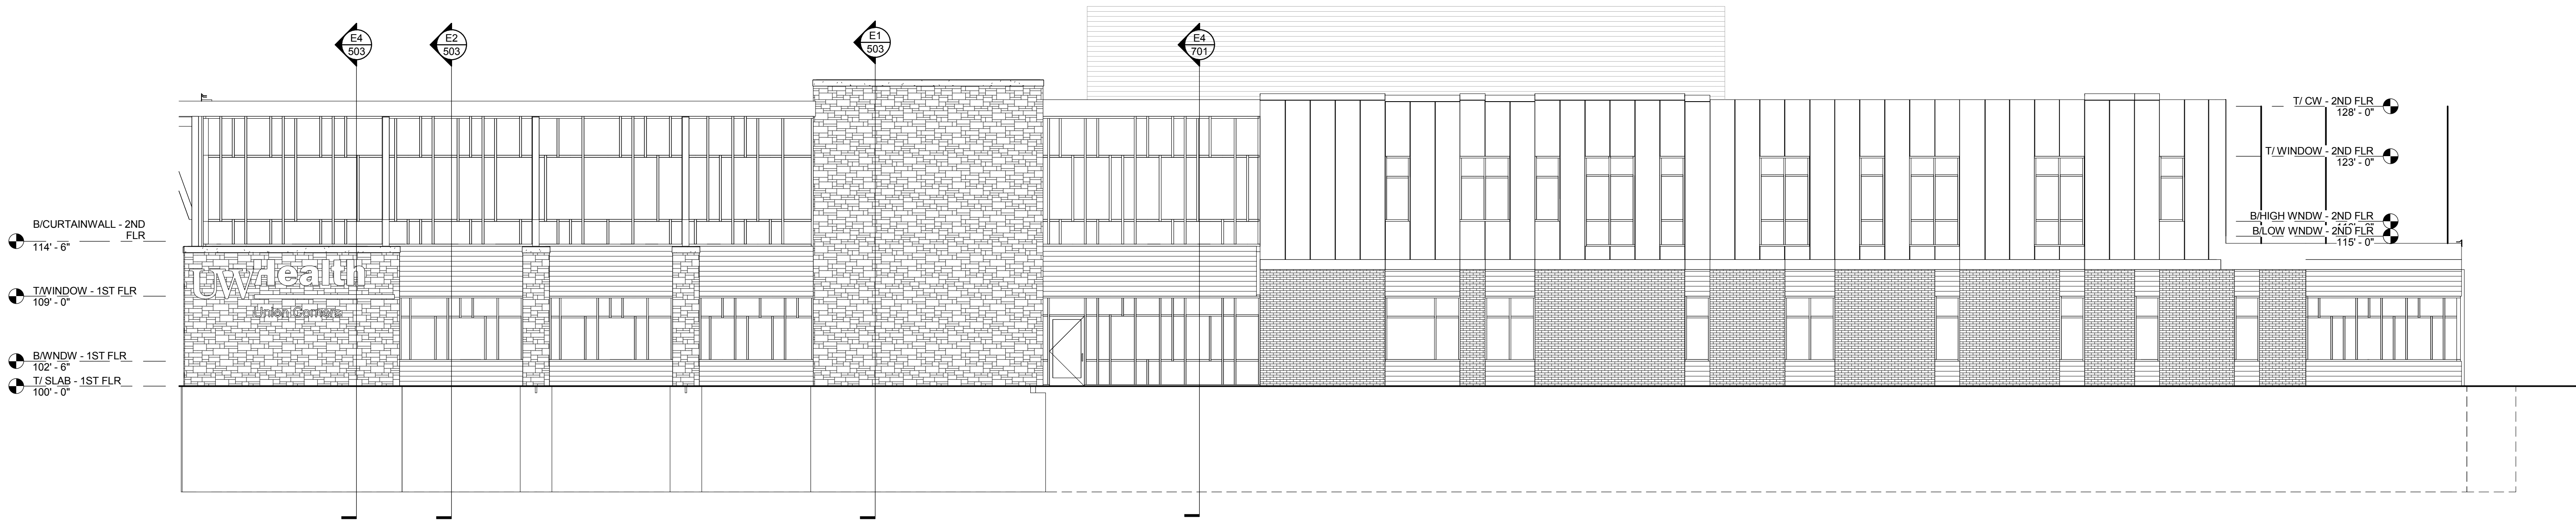 E4
503
E2
503
E1
503
E4
701
T/ CW - 2ND FLR
128' - 0"
T/ WINDOW - 2ND FLR
123' - 0"
B/HIGH WNDW - 2ND FLR
B/LOW WNDW - 2ND FLR
115' - 0"
B/CURTAINWALL - 2ND
FLR
114' - 6"
T/WINDOW - 1ST FLR
109' - 0"
B/WNDW - 1ST FLR
102' - 6"
T/ SLAB - 1ST FLR
100' - 0"
UWHealth
Union Corners